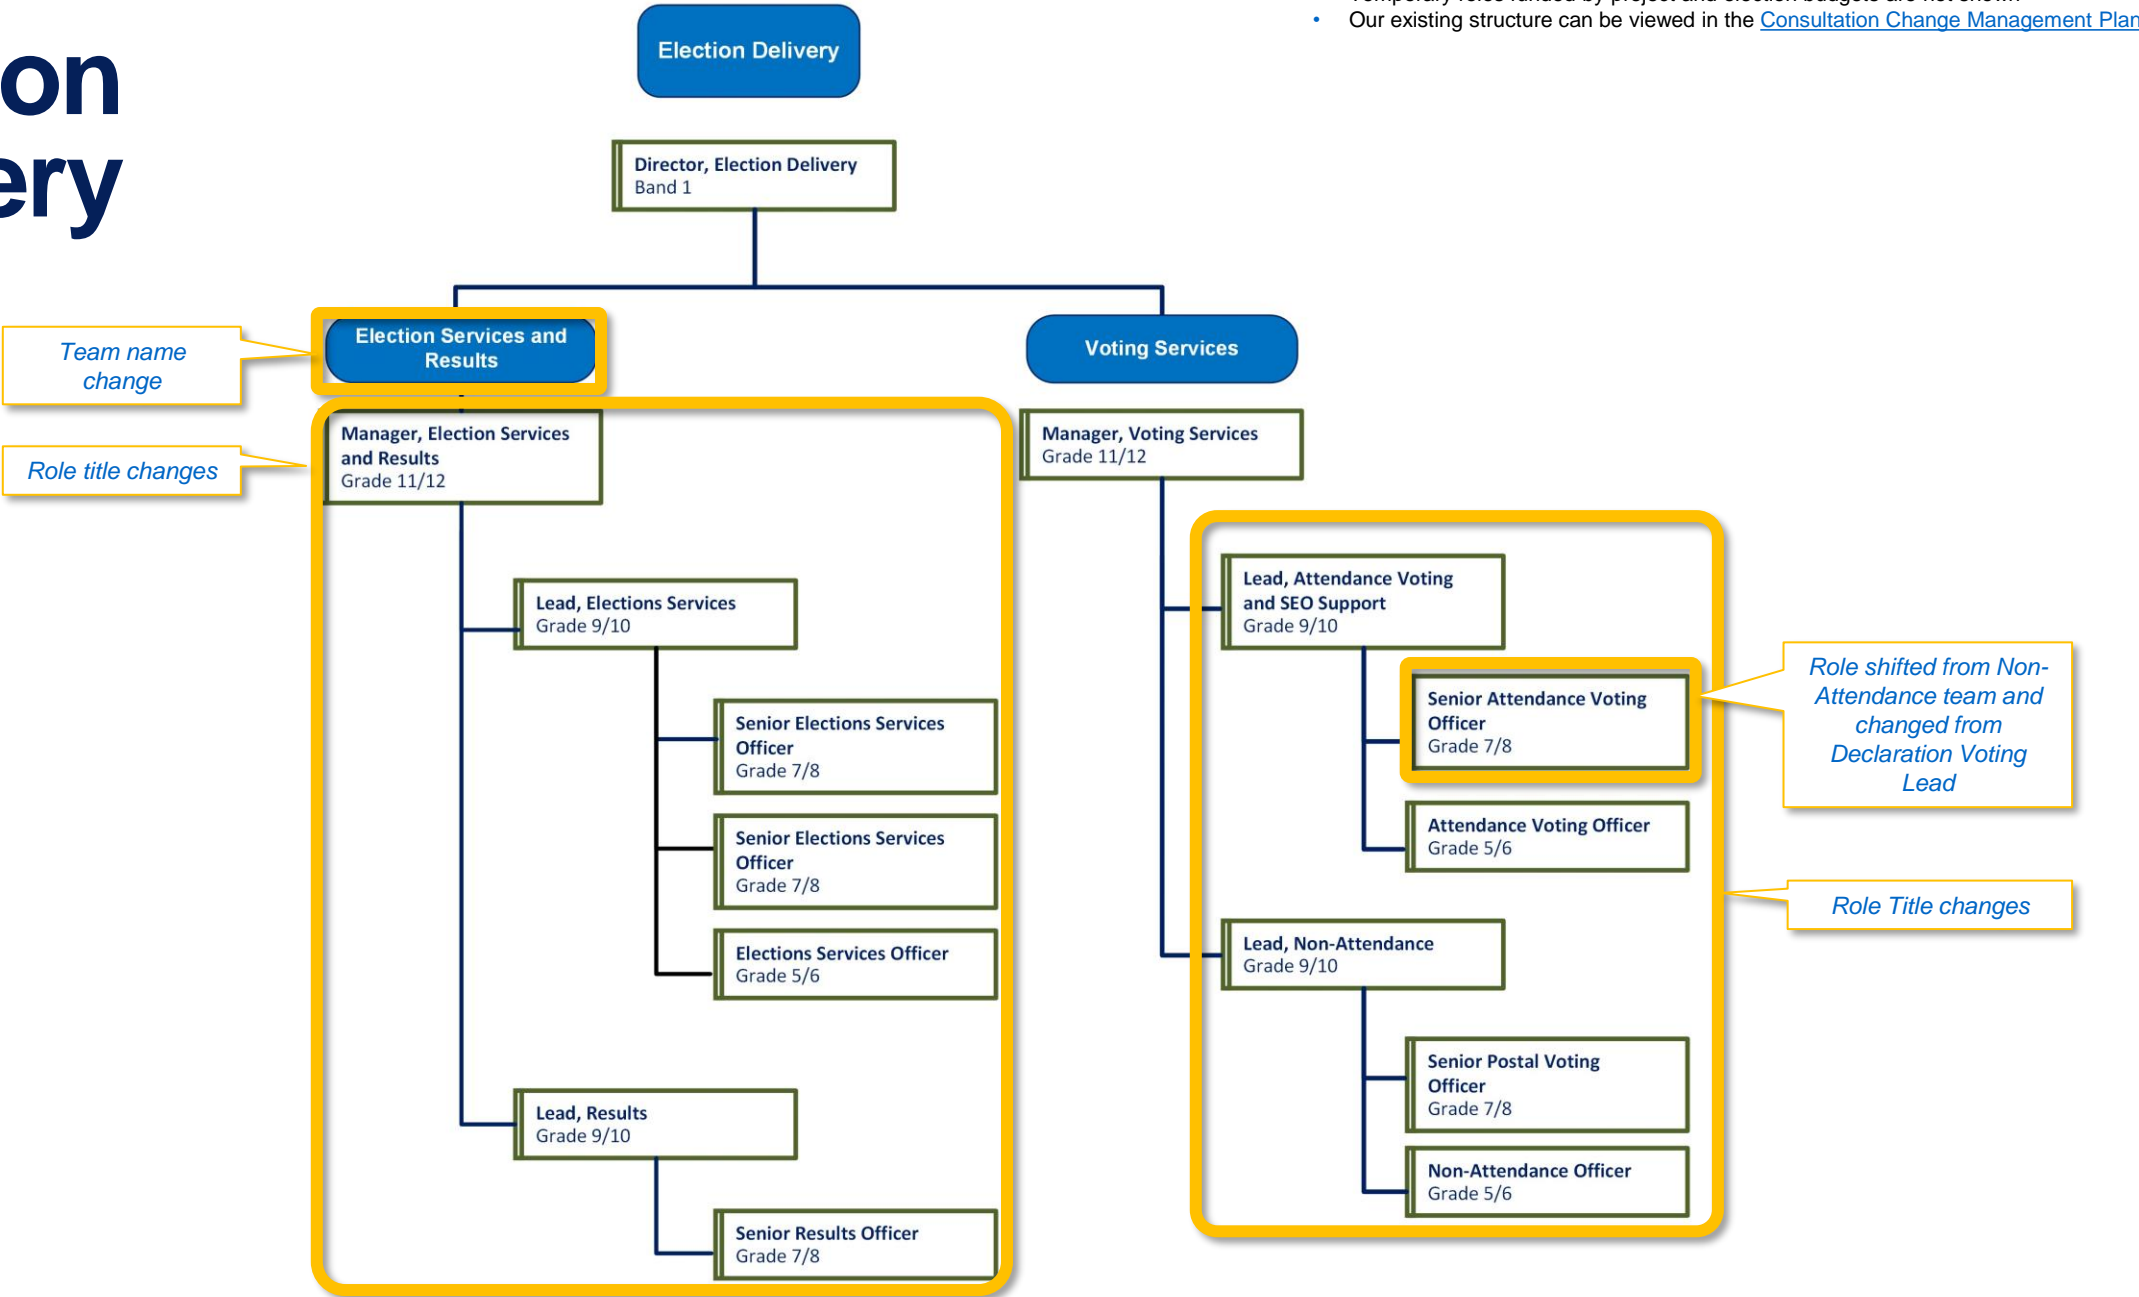 Our existing structure can be viewed in the Consultation Change Management Plan
on
ery
Election Delivery
Director, Election Delivery
Band 1
Election Services and
Results
Voting Services
Team name
change
Role title changes
Manager, Election Services
and Results
Grade 11/12
Lead, Elections Services
Grade 9/10
Senior Elections Services
Officer
Grade 7/8
Senior Elections Services
Officer
Grade 7/8
Elections Services Officer
Grade 5/6
Lead, Results
Grade 9/10
Senior Results Officer
Grade 7/8
Manager, Voting Services
Grade 11/12
Lead, Attendance Voting
and SEO Support
Grade 9/10
Senior Attendance Voting
Officer
Grade 7/8
Attendance Voting Officer
Grade 5/6
Lead, Non-Attendance
Grade 9/10
Senior Postal Voting
Officer
Grade 7/8
Non-Attendance Officer
Grade 5/6
Role shifted from Non-
Attendance team and
changed from
Declaration Voting
Lead
Role Title changes